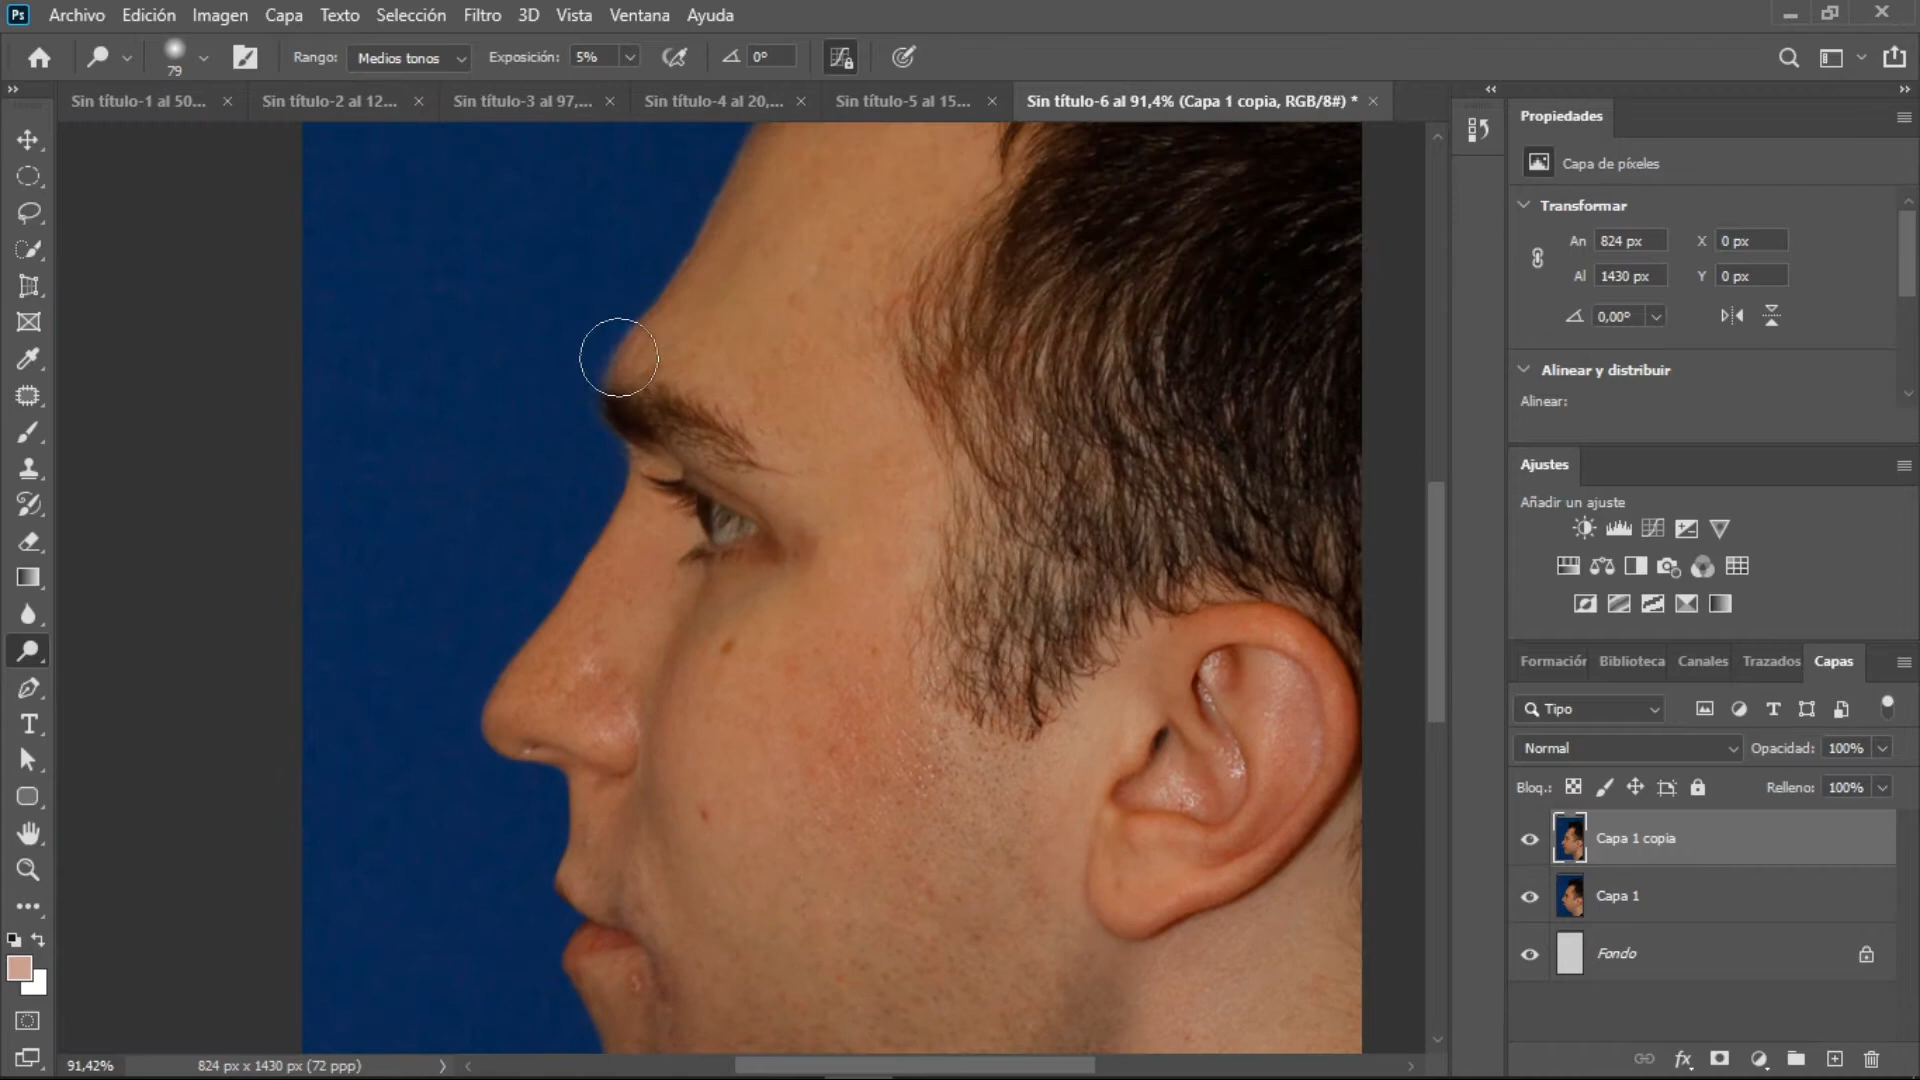 Ps Archivo Edición Imagen Capa Texto Selección Filtro 3D Vista Ventana Ayuda
79 Rango: Medios tonos Exposición: 5% 0°
Sin título-1 al 50... × Sin título-2 al 12... × Sin título-3 al 97,... × Sin título-4 al 20,... × Sin título-5 al 15... × Sin título-6 al 91,4% (Capa 1 copia, RGB/8#) * ×
Propiedades
Capa de píxeles
Transformar
An 824 px X 0 px
Al 1430 px Y 0 px
0,00°
Alinear y distribuir
Alinear:
Ajustes
Añadir un ajuste
Formación Biblioteca Canales Trazados Capas
Tipo
Normal Opacidad: 100%
Bloq.: Relleno: 100%
Capa 1 copia
Capa 1
Fondo
fx
91,42% 824 px x 1430 px (72 ppp)